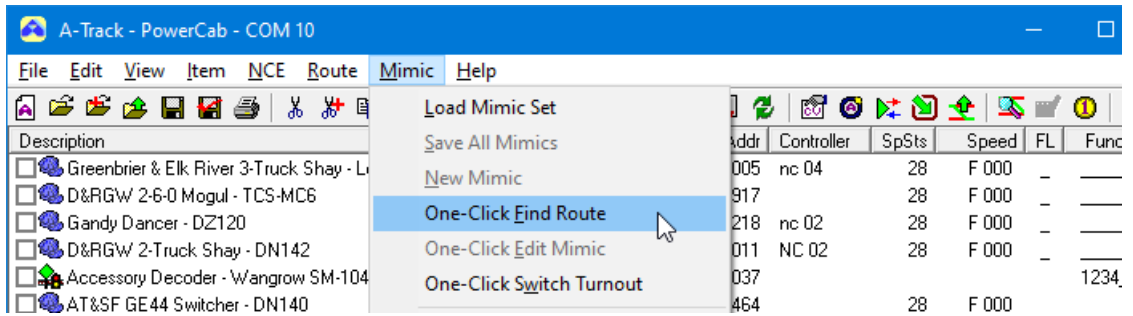 A-Track - PowerCab - COM 10
File Edit View Item NCE Route Mimic Help
Load Mimic Set
Description Addr Controller SpSts Speed FL Func
Save All Mimics
Greenbrier & Elk River 3-Truck Shay - L 005 nc 04 28 F 000 _
New Mimic
D&RGW 2-6-0 Mogul - TCS-MC6 917 28 F 000 _
One-Click Find Route
Gandy Dancer - DZ120 218 nc 02 28 F 000 _
D&RGW 2-Truck Shay - DN142 011 NC 02 28 F 000 _
One-Click Edit Mimic
Accessory Decoder - Wangrow SM-104 037 1234_
One-Click Switch Turnout
AT&SF GE44 Switcher - DN140 464 28 F 000